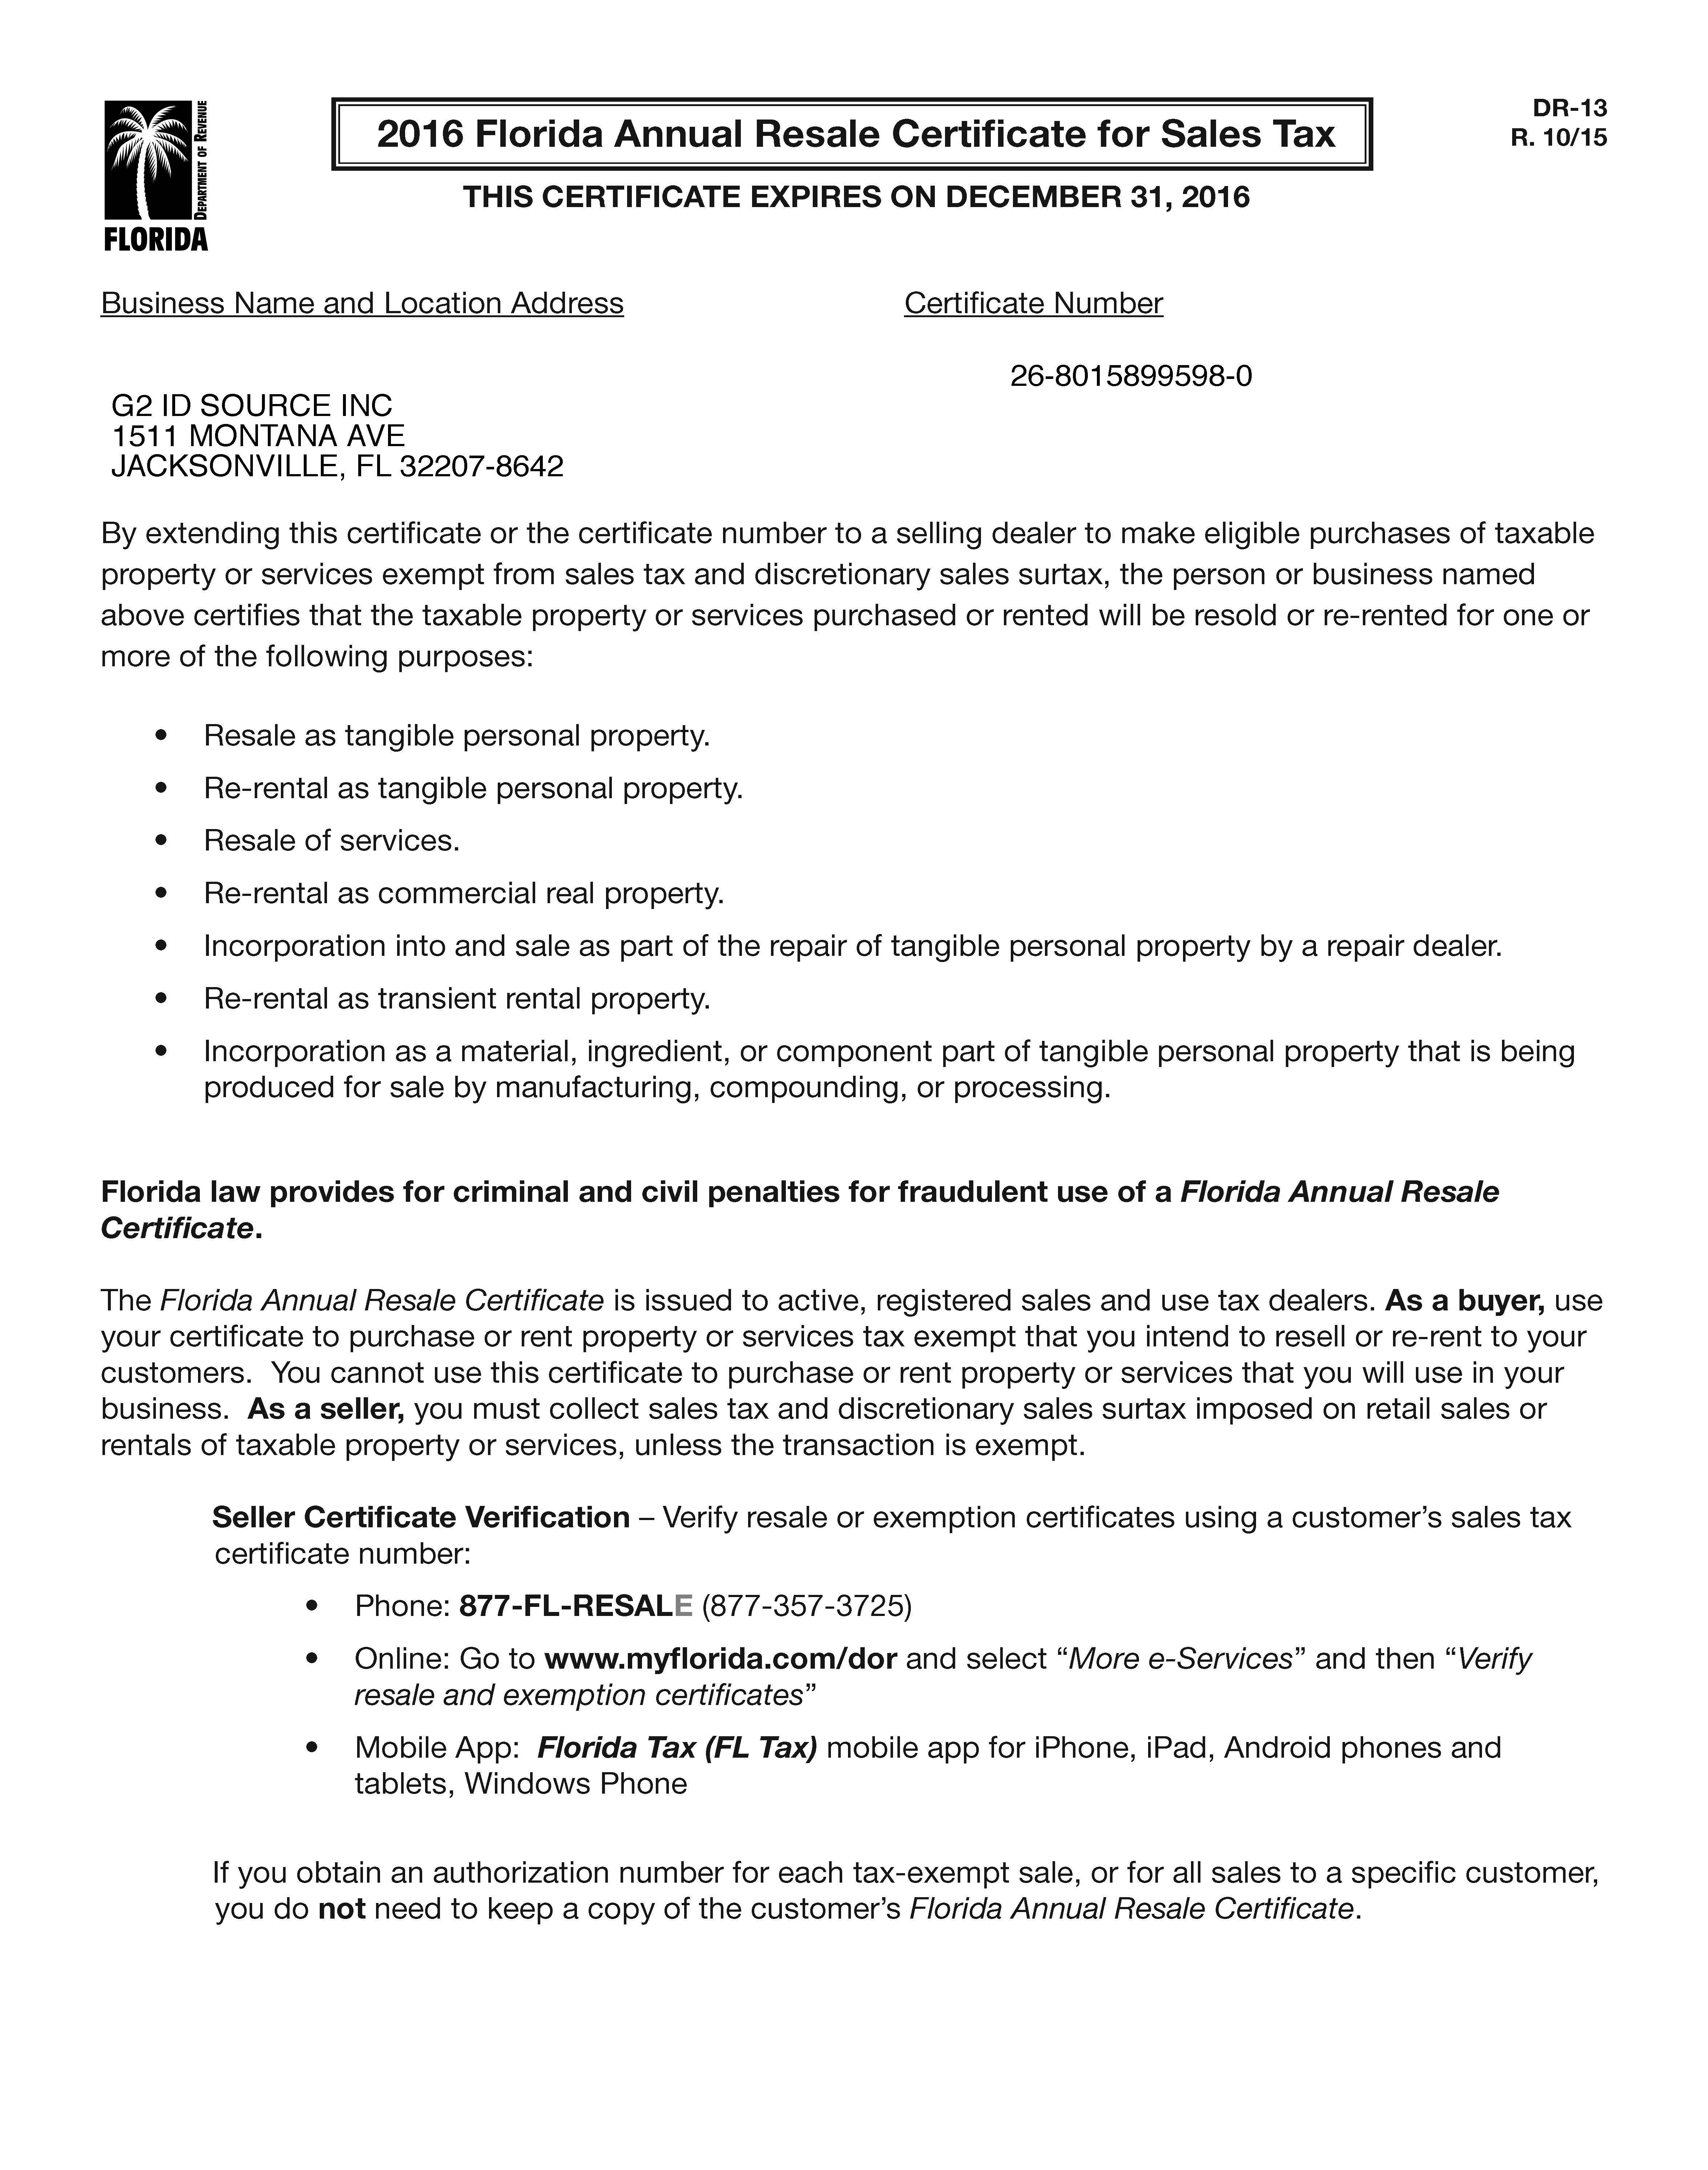 DEPARTMENT OF REVENUE
FLORIDA
2016 Florida Annual Resale Certificate for Sales Tax
DR-13
R. 10/15
THIS CERTIFICATE EXPIRES ON DECEMBER 31, 2016
Business Name and Location Address
Certificate Number
26-8015899598-0
G2 ID SOURCE INC
1511 MONTANA AVE
JACKSONVILLE, FL 32207-8642
By extending this certificate or the certificate number to a selling dealer to make eligible purchases of taxable
property or services exempt from sales tax and discretionary sales surtax, the person or business named
above certifies that the taxable property or services purchased or rented will be resold or re-rented for one or
more of the following purposes:
• Resale as tangible personal property.
• Re-rental as tangible personal property.
• Resale of services.
• Re-rental as commercial real property.
• Incorporation into and sale as part of the repair of tangible personal property by a repair dealer.
• Re-rental as transient rental property.
• Incorporation as a material, ingredient, or component part of tangible personal property that is being
produced for sale by manufacturing, compounding, or processing.
Florida law provides for criminal and civil penalties for fraudulent use of a Florida Annual Resale
Certificate.
The Florida Annual Resale Certificate is issued to active, registered sales and use tax dealers. As a buyer, use
your certificate to purchase or rent property or services tax exempt that you intend to resell or re-rent to your
customers.  You cannot use this certificate to purchase or rent property or services that you will use in your
business.  As a seller, you must collect sales tax and discretionary sales surtax imposed on retail sales or
rentals of taxable property or services, unless the transaction is exempt.
Seller Certificate Verification – Verify resale or exemption certificates using a customer’s sales tax
certificate number:
• Phone: 877-FL-RESALE (877-357-3725)
• Online: Go to www.myflorida.com/dor and select “More e-Services” and then “Verify
resale and exemption certificates”
• Mobile App:  Florida Tax (FL Tax) mobile app for iPhone, iPad, Android phones and
tablets, Windows Phone
If you obtain an authorization number for each tax-exempt sale, or for all sales to a specific customer,
you do not need to keep a copy of the customer’s Florida Annual Resale Certificate.